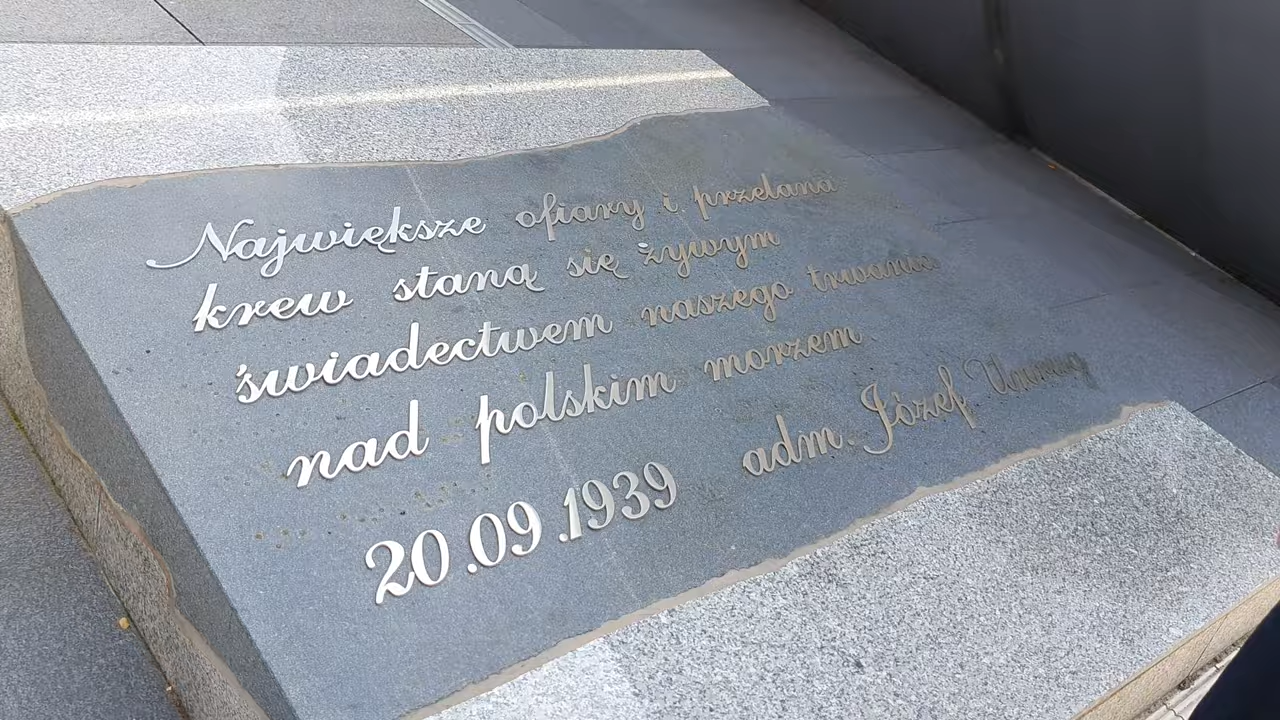 Największe ofiary i przelana
krew staną się żywym
świadectwem naszego trwania
nad polskim morzem.
20.09.1939 adm. Józef Unrug